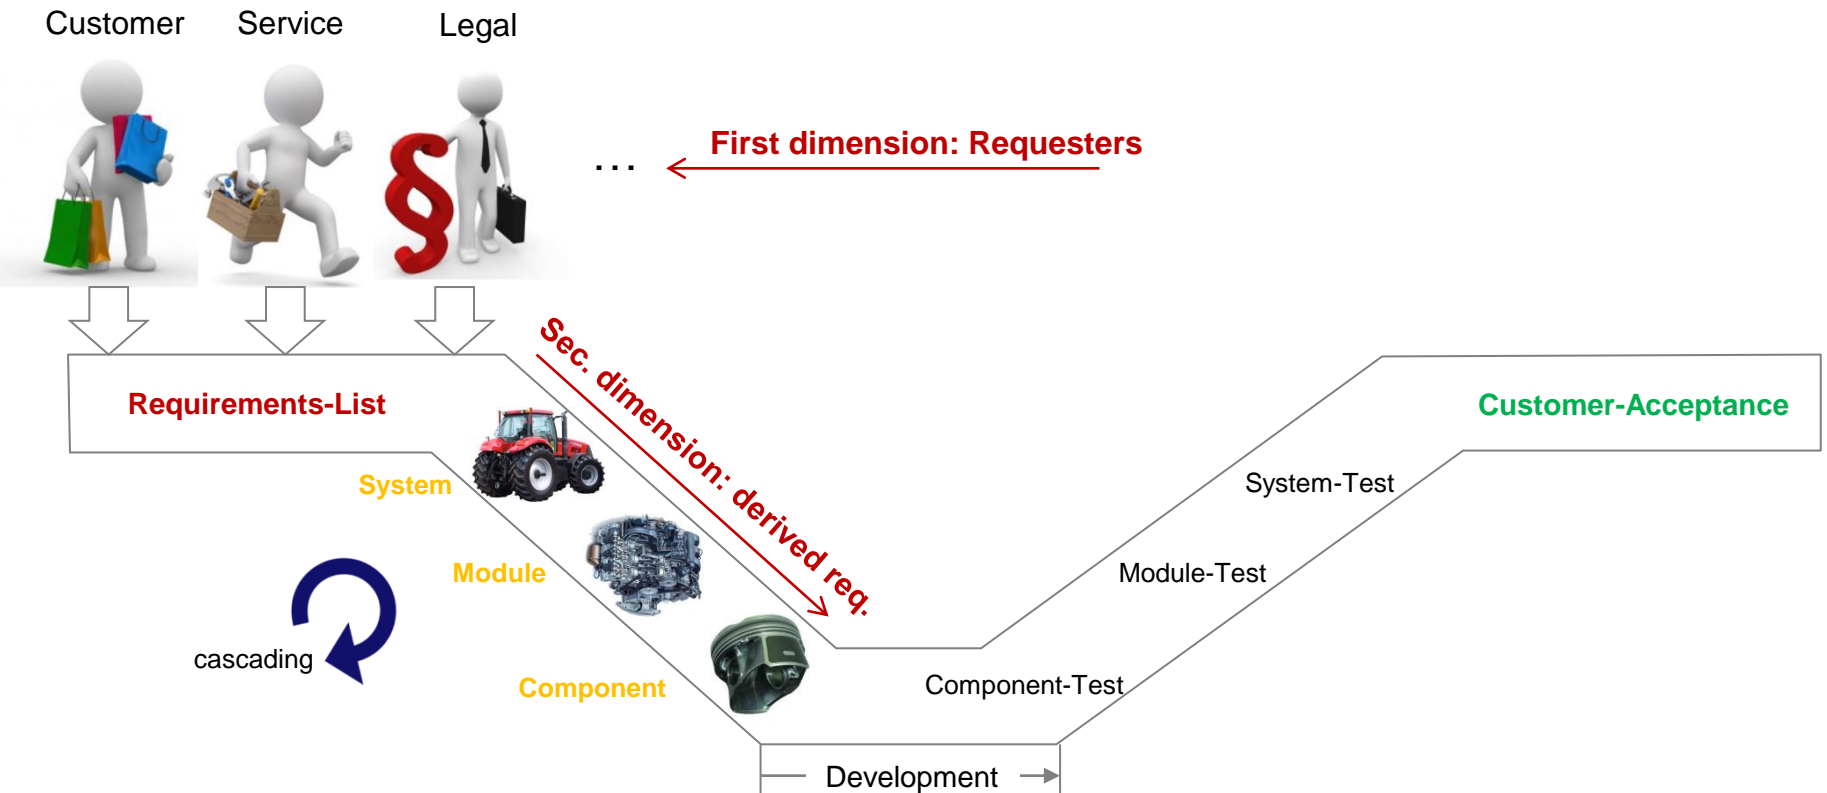 Customer
Service
Legal
...
First dimension: Requesters
Sec. dimension: derived req.
Requirements-List
Customer-Acceptance
System
System-Test
Module
Module-Test
cascading
Component
Component-Test
Development